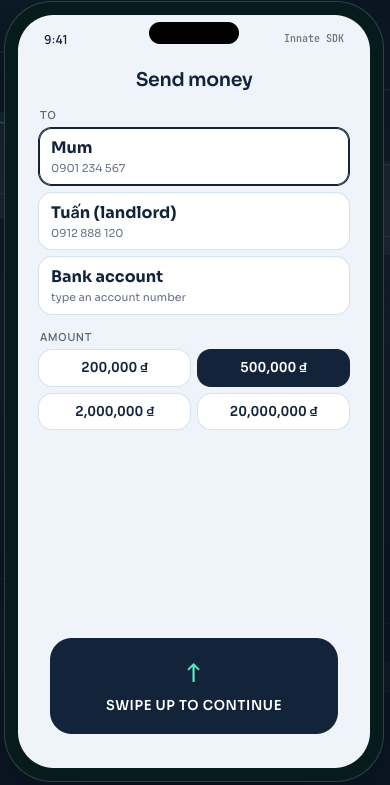 9:41
Innate SDK
Send money
TO
Mum
0901 234 567
Tuấn (landlord)
0912 888 120
Bank account
type an account number
AMOUNT
200,000 ₫
500,000 ₫
2,000,000 ₫
20,000,000 ₫
↑
SWIPE UP TO CONTINUE